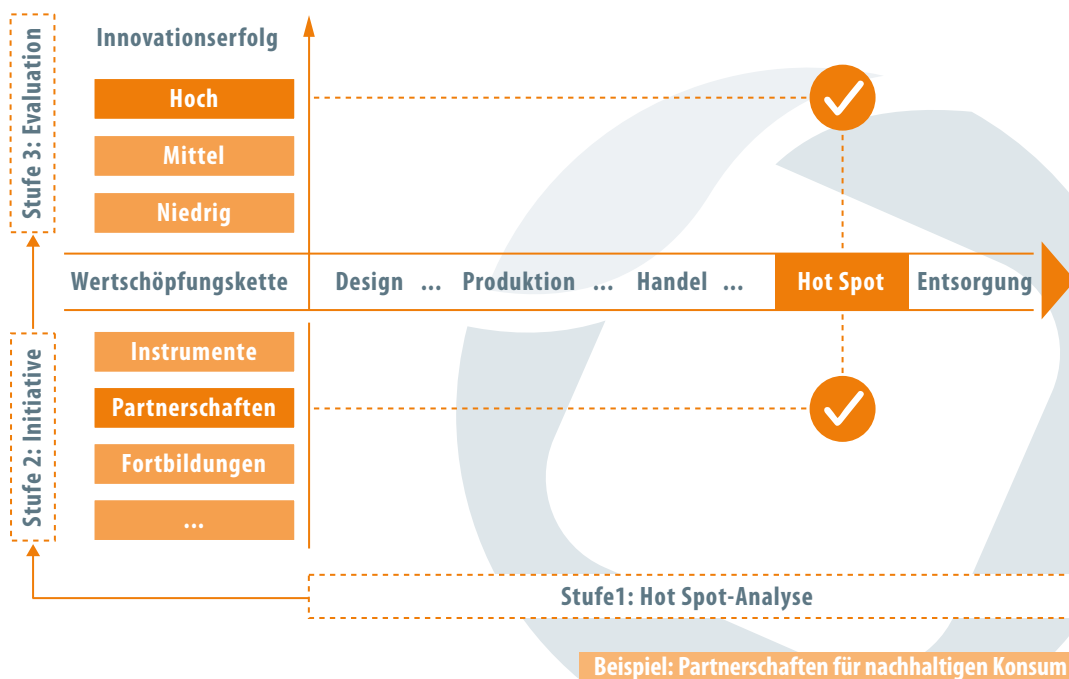 Stufe 3: Evaluation
Innovationserfolg
Hoch
Mittel
Niedrig
Wertschöpfungskette
Design ... Produktion ... Handel ... Hot Spot Entsorgung
Stufe 2: Initiative
Instrumente
Partnerschaften
Fortbildungen
...
Stufe1: Hot Spot-Analyse
Beispiel: Partnerschaften für nachhaltigen Konsum